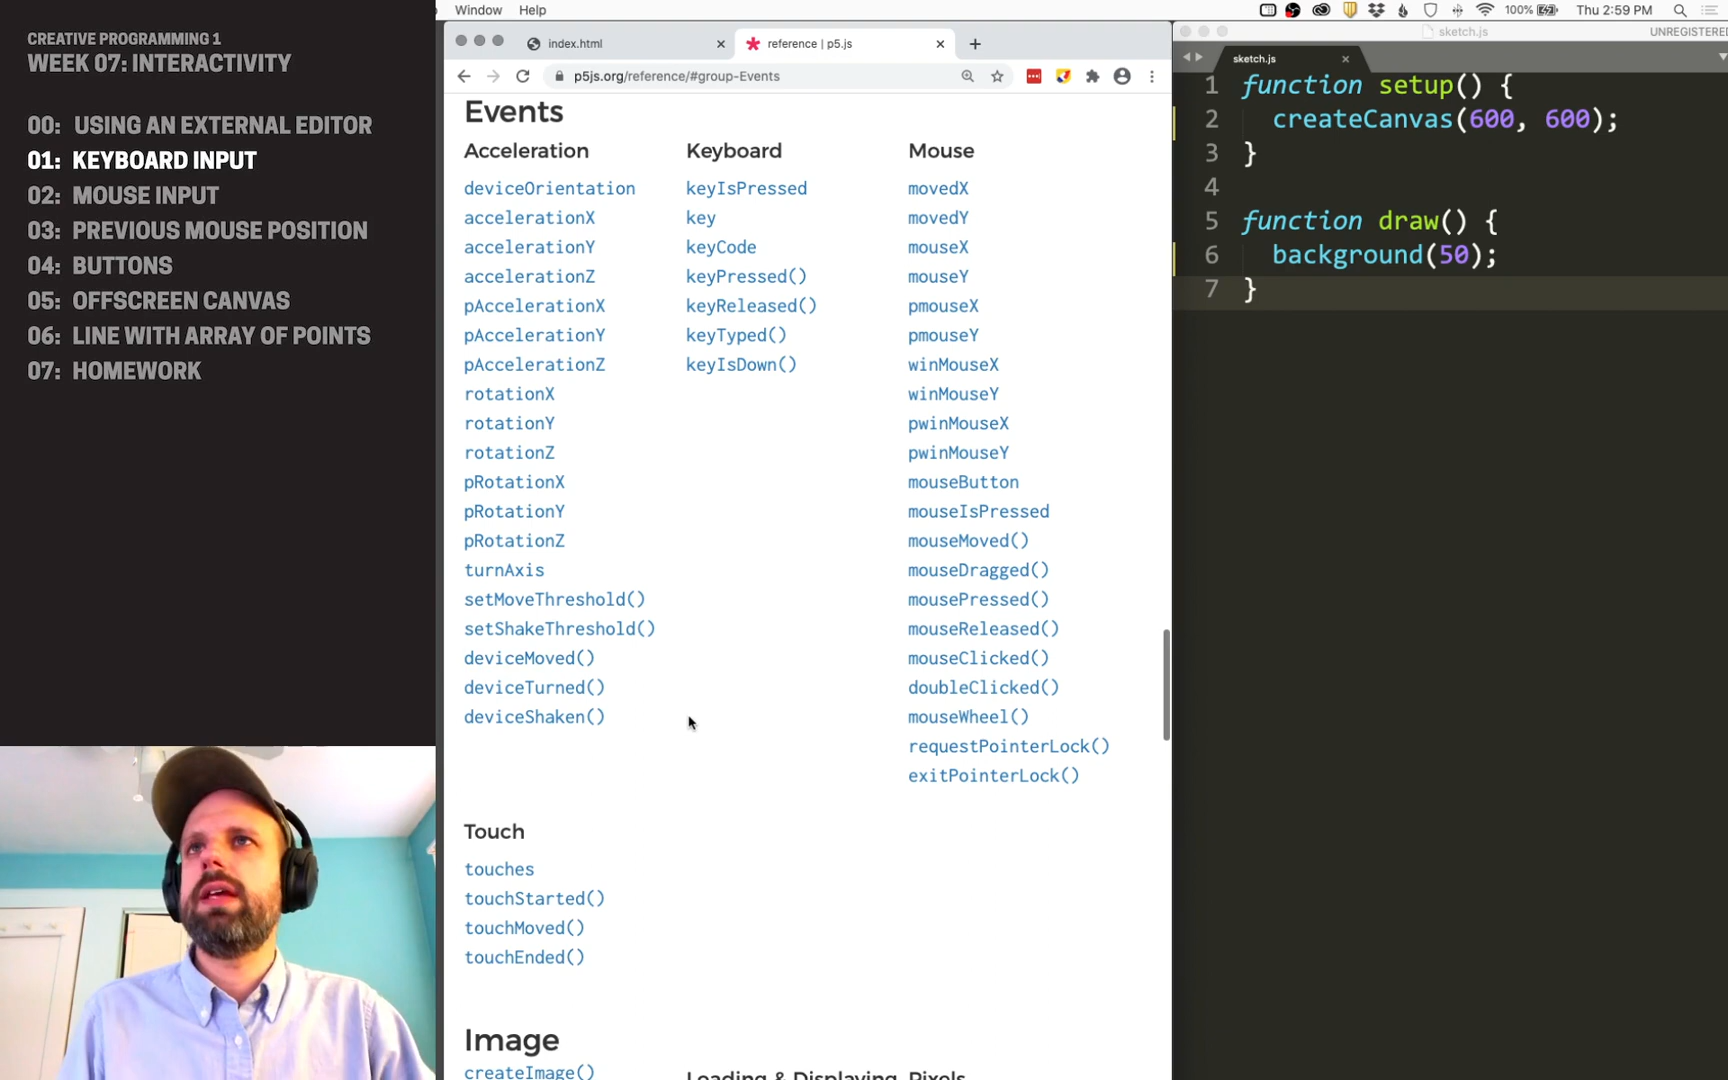 CREATIVE PROGRAMMING 1
WEEK 07: INTERACTIVITY
00: USING AN EXTERNAL EDITOR
01: KEYBOARD INPUT
02: MOUSE INPUT
03: PREVIOUS MOUSE POSITION
04: BUTTONS
05: OFFSCREEN CANVAS
06: LINE WITH ARRAY OF POINTS
07: HOMEWORK
Window Help
100% Thu 2:59 PM
index.html
reference | p5.js
p5js.org/reference/#group-Events
Events
Acceleration
deviceOrientation
accelerationX
accelerationY
accelerationZ
pAccelerationX
pAccelerationY
pAccelerationZ
rotationX
rotationY
rotationZ
pRotationX
pRotationY
pRotationZ
turnAxis
setMoveThreshold()
setShakeThreshold()
deviceMoved()
deviceTurned()
deviceShaken()
Keyboard
keyIsPressed
key
keyCode
keyPressed()
keyReleased()
keyTyped()
keyIsDown()
Mouse
movedX
movedY
mouseX
mouseY
pmouseX
pmouseY
winMouseX
winMouseY
pwinMouseX
pwinMouseY
mouseButton
mouseIsPressed
mouseMoved()
mouseDragged()
mousePressed()
mouseReleased()
mouseClicked()
doubleClicked()
mouseWheel()
requestPointerLock()
exitPointerLock()
Touch
touches
touchStarted()
touchMoved()
touchEnded()
Image
createImage()
Loading & Displaying
Pixels
sketch.js
UNREGISTERED
sketch.js
1 function setup() {
2 createCanvas(600, 600);
3 }
4
5 function draw() {
6 background(50);
7 }